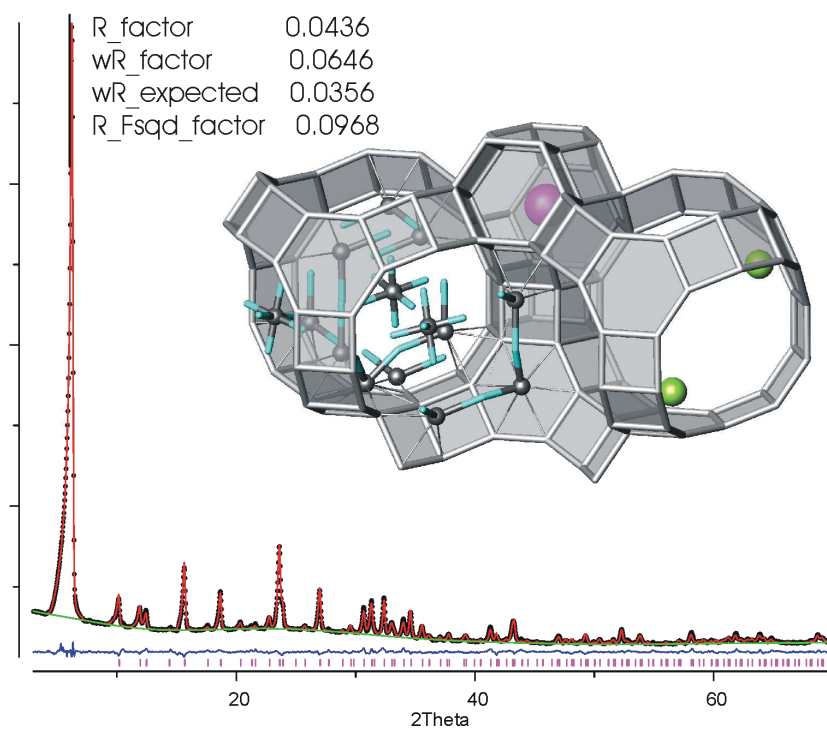 R_factor 0.0436
wR_factor 0.0646
wR_expected 0.0356
R_Fsqd_factor 0.0968
20 40 60
2Theta